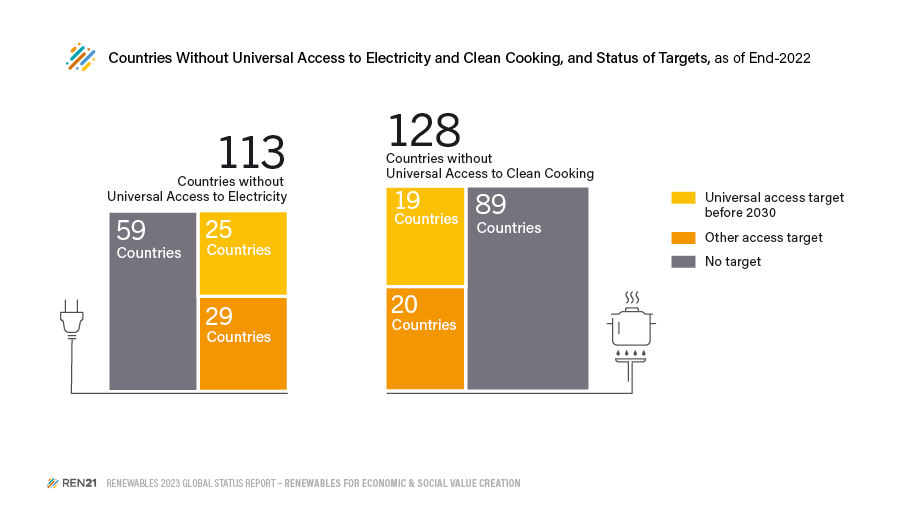 Countries Without Universal Access to Electricity and Clean Cooking, and Status of Targets, as of End-2022
113
Countries without
Universal Access to Electricity
59
Countries
25
Countries
29
Countries
128
Countries without
Universal Access to Clean Cooking
19
Countries
89
Countries
20
Countries
Universal access target
before 2030
Other access target
No target
REN21 RENEWABLES 2023 GLOBAL STATUS REPORT – RENEWABLES FOR ECONOMIC & SOCIAL VALUE CREATION